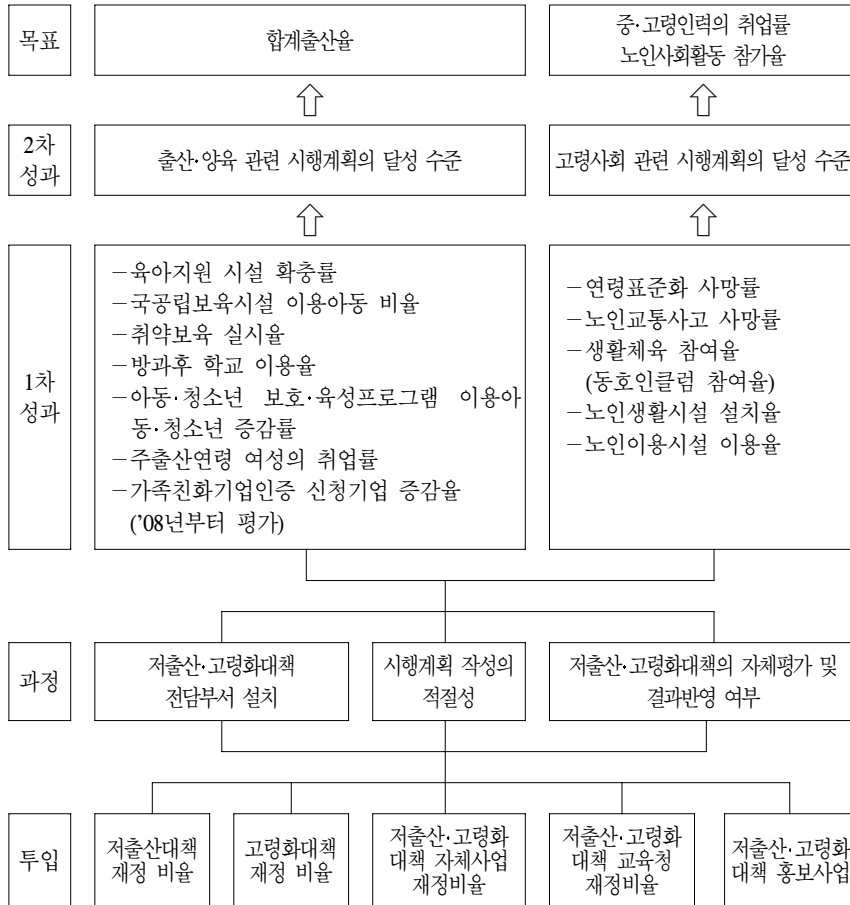 목표
합계출산율
중·고령인력의 취업률
노인사회활동 참가율
2차
성과
출산·양육 관련 시행계획의 달성 수준
고령사회 관련 시행계획의 달성 수준
1차
성과
－육아지원 시설 확충률
－국공립보육시설 이용아동 비율
－취약보육 실시율
－방과후 학교 이용율
－아동·청소년 보호·육성프로그램 이용아
동·청소년 증감률
－주출산연령 여성의 취업률
－가족친화기업인증 신청기업 증감율
('08년부터 평가)
－연령표준화 사망률
－노인교통사고 사망률
－생활체육 참여율
(동호인클럽 참여율)
－노인생활시설 설치율
－노인이용시설 이용율
과정
저출산·고령화대책
전담부서 설치
시행계획 작성의
적절성
저출산·고령화대책의 자체평가 및
결과반영 여부
투입
저출산대책
재정 비율
고령화대책
재정 비율
저출산·고령화
대책 자체사업
재정비율
저출산·고령화
대책 교육청
재정비율
저출산·고령화
대책 홍보사업